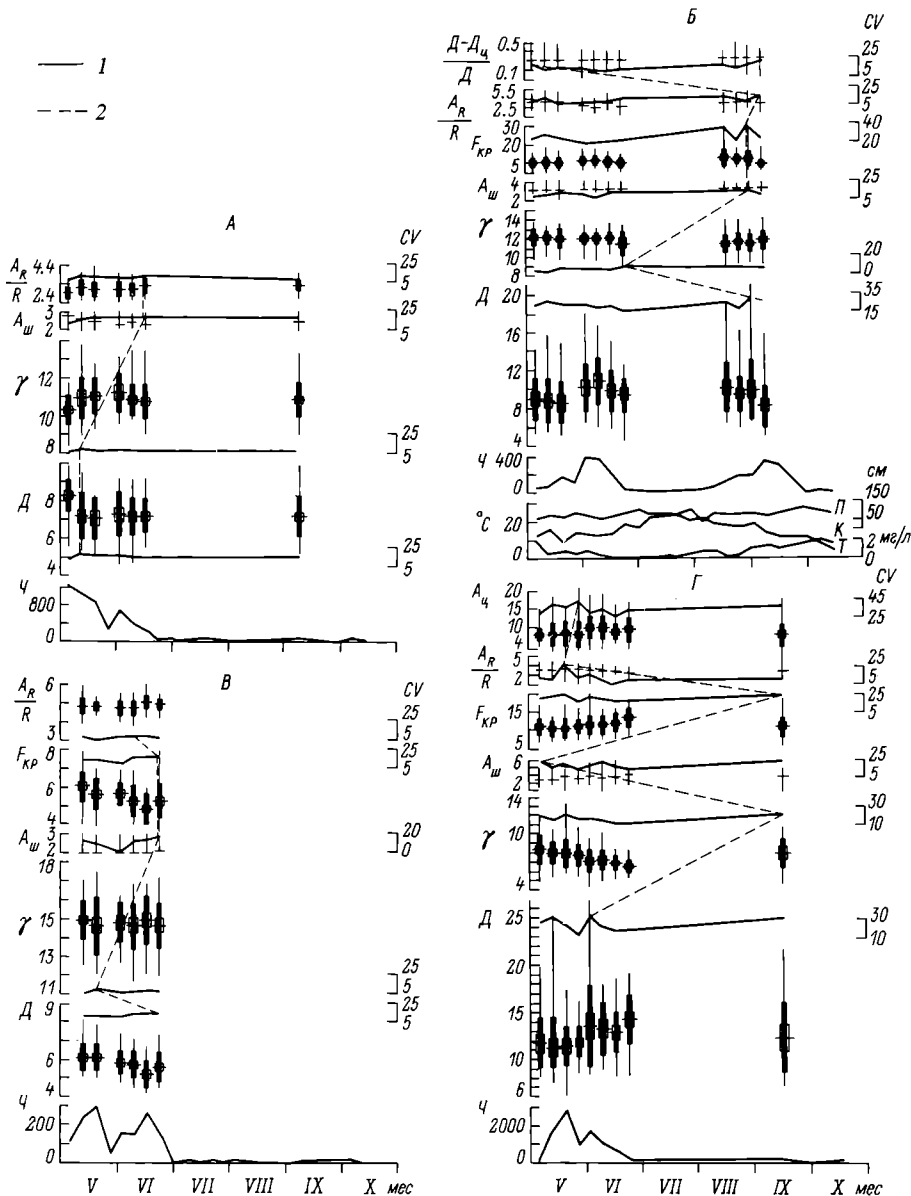 1
2
А
CV
A_R/R 4.4 2.4 25 5
A_Ш 3 2 25 5
γ 12 10 8 25 5
Д 8 6 4 25 5
Ч 800 0
Б
CV
Д-Д_Ц/Д 0.5 0.1 25 5
A_R/R 5.5 2.5 25 5
F_КР 30 20 5 40 20
A_Ш 4 2 25 5
γ 14 12 10 8 20 0
Д 20 16 12 8 4 35 15
Ч 400 0
см
150
П 50
°С 20 0
К
Т
2 мг/л
0
В
CV
A_R/R 6 3 25 5
F_КР 8 6 4 25 5
A_Ш 3 2 20 0
γ 18 15 13 11 25 5
Д 9 6 4 25 5
Ч 200 0
V VI VII VIII IX X мес
Г
CV
A_Ц 20 15 10 4 45 25
A_R/R 5 2 25 5
F_КР 15 5 25 5
A_Ш 6 2 25 5
γ 14 10 7 4 30 10
Д 25 20 15 10 6 30 10
Ч 2000 0
V VI VII VIII IX X мес